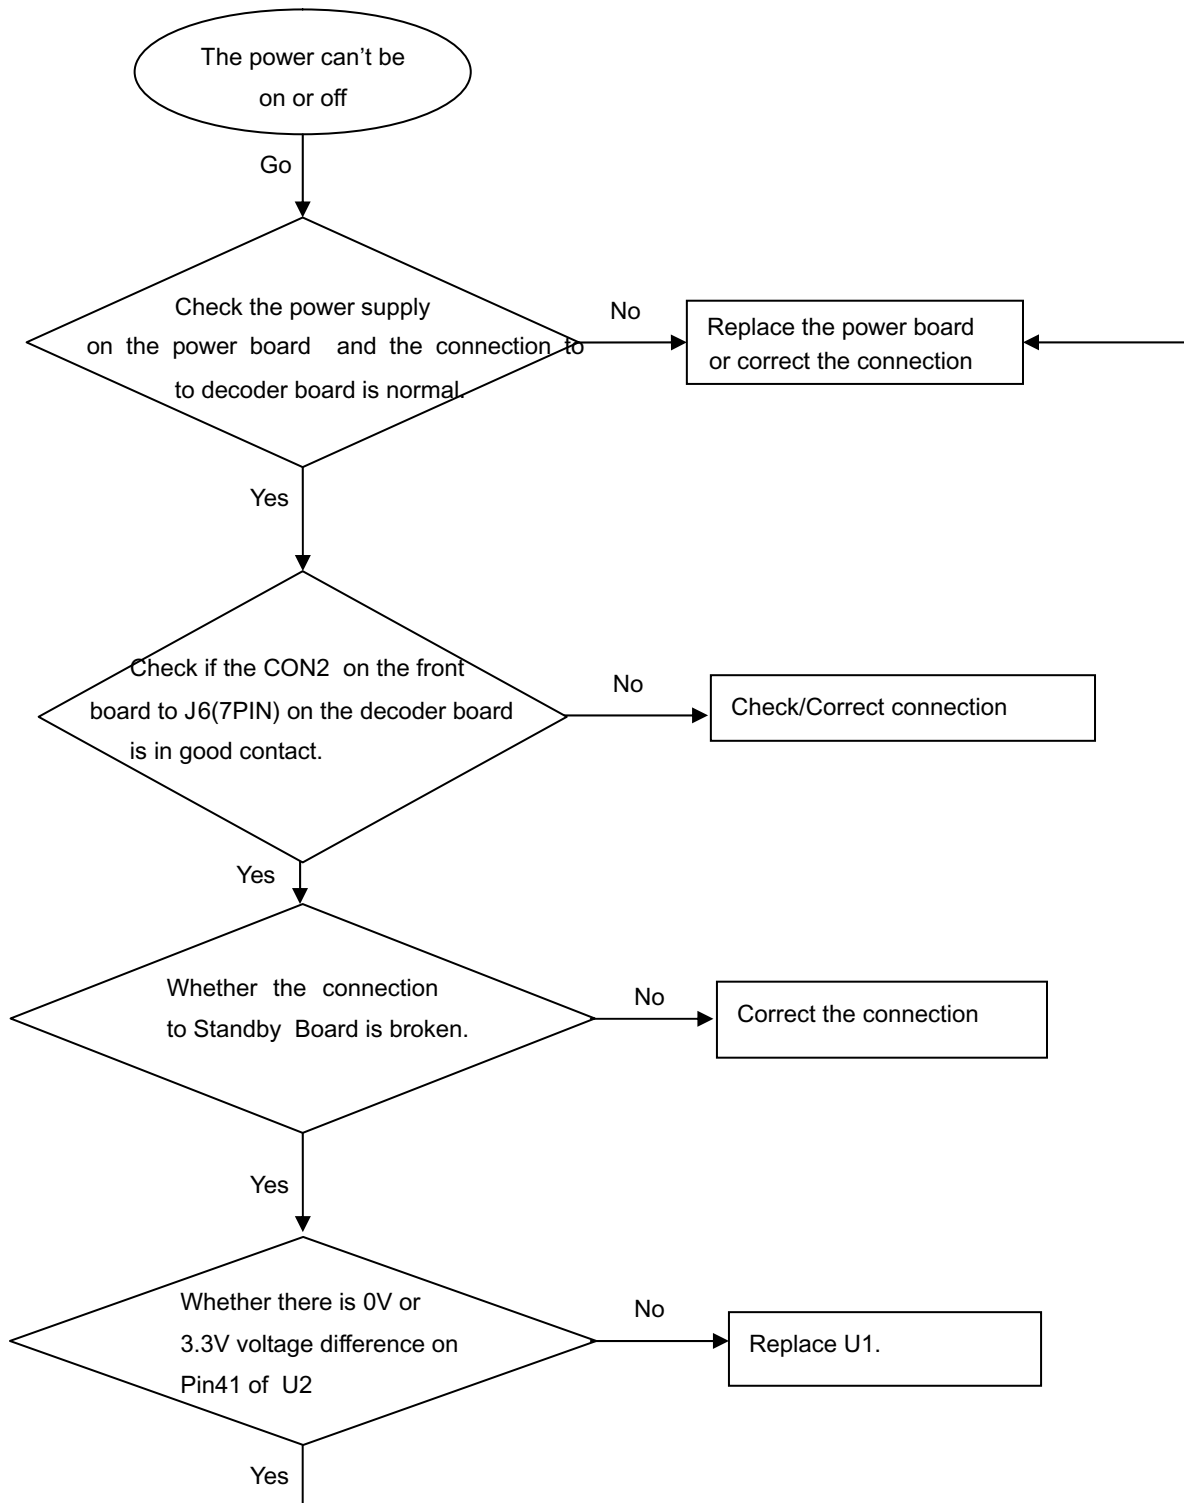 The power can’t be
on or off
Go
Check the power supply
on the power board and the connection to
to decoder board is normal.
No
Replace the power board
or correct the connection
Yes
Check if the CON2 on the front
board to J6(7PIN) on the decoder board
is in good contact.
No
Check/Correct connection
Yes
Whether the connection
to Standby Board is broken.
No
Correct the connection
Yes
Whether there is 0V or
3.3V voltage difference on
Pin41 of U2
No
Replace U1.
Yes